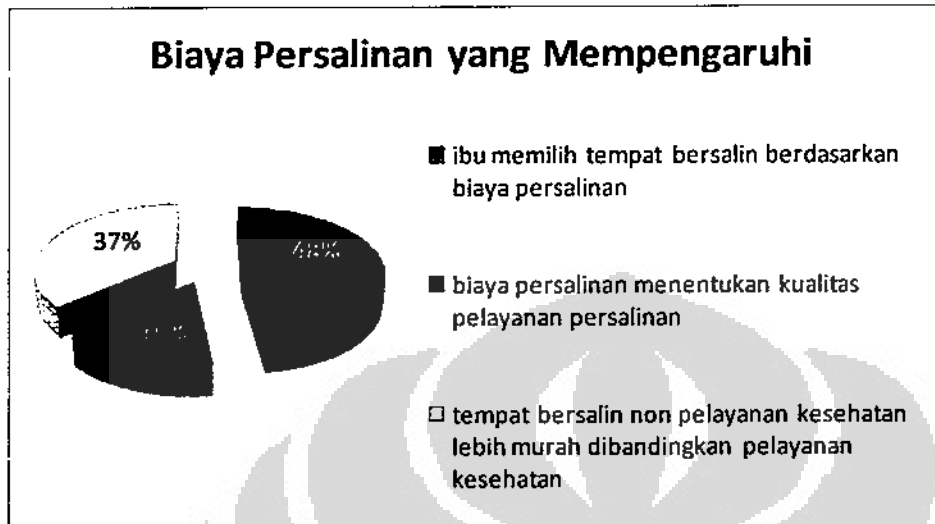 Biaya Persalinan yang Mempengaruhi
ibu memilih tempat bersalin berdasarkan
biaya persalinan
37%
biaya persalinan menentukan kualitas
pelayanan persalinan
tempat bersalin non pelayanan kesehatan
lebih murah dibandingkan pelayanan
kesehatan